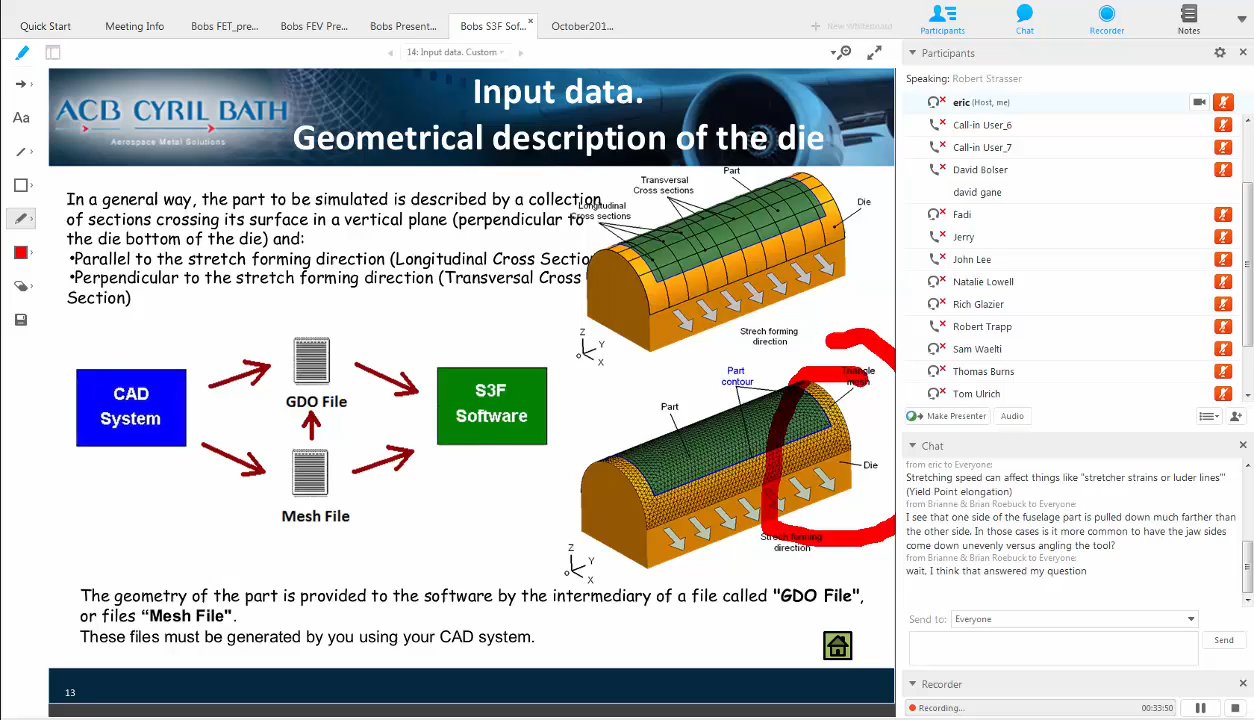 Quick Start
Meeting Info
Bobs FET_pre...
Bobs FEV Pre...
Bobs Present...
Bobs S3F Sof...
October201...
New Whiteboard
Participants
Chat
Recorder
Notes
14: Input data. Custom
Aa
ACB CYRIL BATH
Aerospace Metal Solutions
Input data.
Geometrical description of the die
In a general way, the part to be simulated is described by a collection
of sections crossing its surface in a vertical plane (perpendicular to
the die bottom of the die) and:
•Parallel to the stretch forming direction (Longitudinal Cross Section
•Perpendicular to the stretch forming direction (Transversal Cross
Section)
Part
Transversal
Cross sections
Longitudinal
Cross sections
Die
Strech forming
direction
Z
Y
X
CAD
System
GDO File
Mesh File
S3F
Software
Part
contour
Triangle
mesh
Part
Die
Strech forming
direction
Z
Y
X
The geometry of the part is provided to the software by the intermediary of a file called "GDO File",
or files “Mesh File".
These files must be generated by you using your CAD system.
13
Participants
Speaking: Robert Strasser
eric (Host, me)
Call-in User_6
Call-in User_7
David Bolser
david gane
Fadi
Jerry
John Lee
Natalie Lowell
Rich Glazier
Robert Trapp
Sam Waelti
Thomas Burns
Tom Ulrich
Make Presenter
Audio
Chat
from eric to Everyone:
Stretching speed can affect things like "stretcher strains or luder lines'"
(Yield Point elongation)
from Brianne & Brian Roebuck to Everyone:
I see that one side of the fuselage part is pulled down much farther than
the other side. In those cases is it more common to have the jaw sides
come down unevenly versus angling the tool?
from Brianne & Brian Roebuck to Everyone:
wait, I think that answered my question
Send to: Everyone
Send
Recorder
Recording...
00:33:50